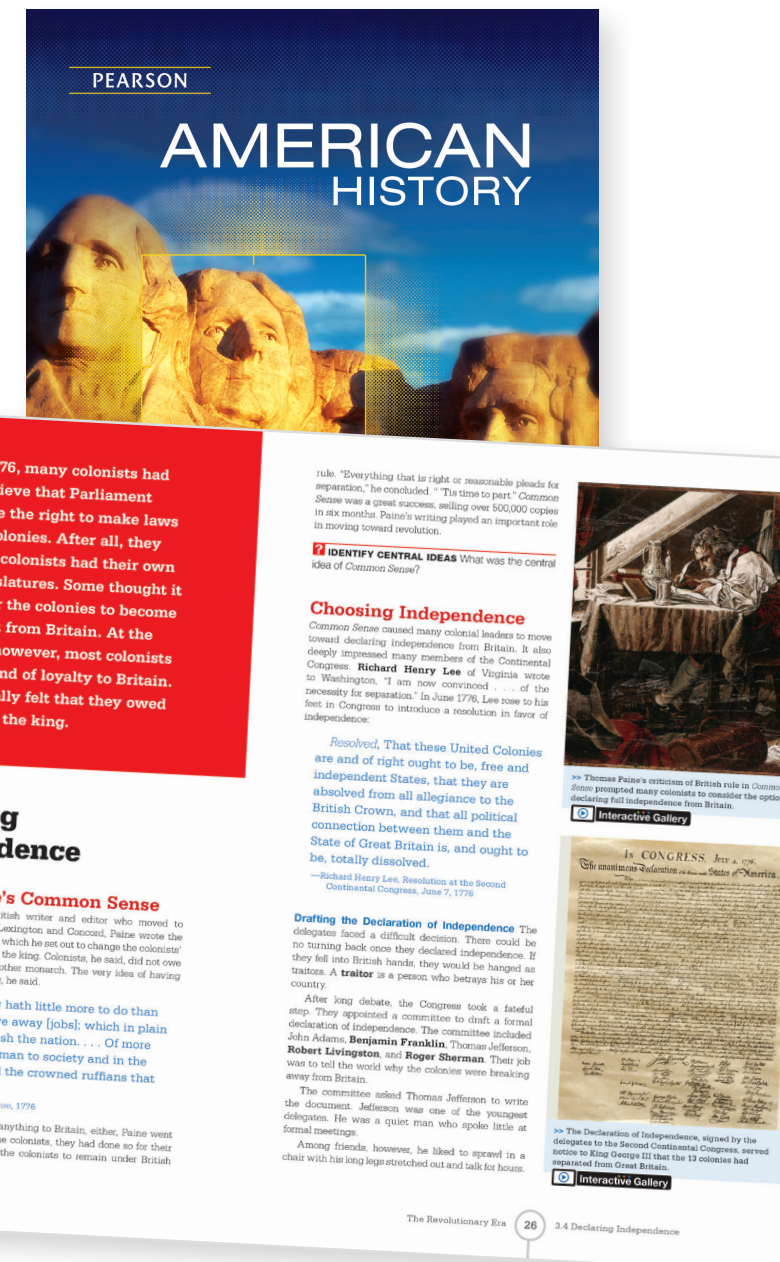 PEARSON
AMERICAN
HISTORY
76, many colonists had
ieve that Parliament
e the right to make laws
olonies. After all, they
colonists had their own
slatures. Some thought it
r the colonies to become
t from Britain. At the
owever, most colonists
nd of loyalty to Britain.
ally felt that they owed
the king.
g
dence
e's Common Sense
itish writer and editor who moved to
Lexington and Concord, Paine wrote the
which he set out to change the colonists'
the king. Colonists, he said, did not owe
other monarch. The very idea of having
, he said.
g hath little more to do than
ve away [jobs]; which in plain
sh the nation. . . . Of more
man to society and in the
l the crowned ruffians that
nse, 1776
anything to Britain, either, Paine went
e colonists, they had done so for their
the colonists to remain under British
rule. “Everything that is right or reasonable pleads for
separation,” he concluded. “ ‘Tis time to part.” Common
Sense was a great success, selling over 500,000 copies
in six months. Paine's writing played an important role
in moving toward revolution.
? IDENTIFY CENTRAL IDEAS What was the central
idea of Common Sense?
Choosing Independence
Common Sense caused many colonial leaders to move
toward declaring independence from Britain. It also
deeply impressed many members of the Continental
Congress. Richard Henry Lee of Virginia wrote
to Washington, “I am now convinced . . . of the
necessity for separation.” In June 1776, Lee rose to his
feet in Congress to introduce a resolution in favor of
independence:
Resolved, That these United Colonies
are and of right ought to be, free and
independent States, that they are
absolved from all allegiance to the
British Crown, and that all political
connection between them and the
State of Great Britain is, and ought to
be, totally dissolved.
—Richard Henry Lee, Resolution at the Second
Continental Congress, June 7, 1776
Drafting the Declaration of Independence The
delegates faced a difficult decision. There could be
no turning back once they declared independence. If
they fell into British hands, they would be hanged as
traitors. A traitor is a person who betrays his or her
country.
After long debate, the Congress took a fateful
step. They appointed a committee to draft a formal
declaration of independence. The committee included
John Adams, Benjamin Franklin, Thomas Jefferson,
Robert Livingston, and Roger Sherman. Their job
was to tell the world why the colonies were breaking
away from Britain.
The committee asked Thomas Jefferson to write
the document. Jefferson was one of the youngest
delegates. He was a quiet man who spoke little at
formal meetings.
Among friends, however, he liked to sprawl in a
chair with his long legs stretched out and talk for hours.
>> Thomas Paine's criticism of British rule in Commo
Sense prompted many colonists to consider the optio
declaring full independence from Britain.
Interactive Gallery
IN CONGRESS, JULY 4, 1776.
The unanimous Declaration of the thirteen united States of America
>> The Declaration of Independence, signed by the
delegates to the Second Continental Congress, served
notice to King George III that the 13 colonies had
separated from Great Britain.
Interactive Gallery
The Revolutionary Era 26 3.4 Declaring Independence